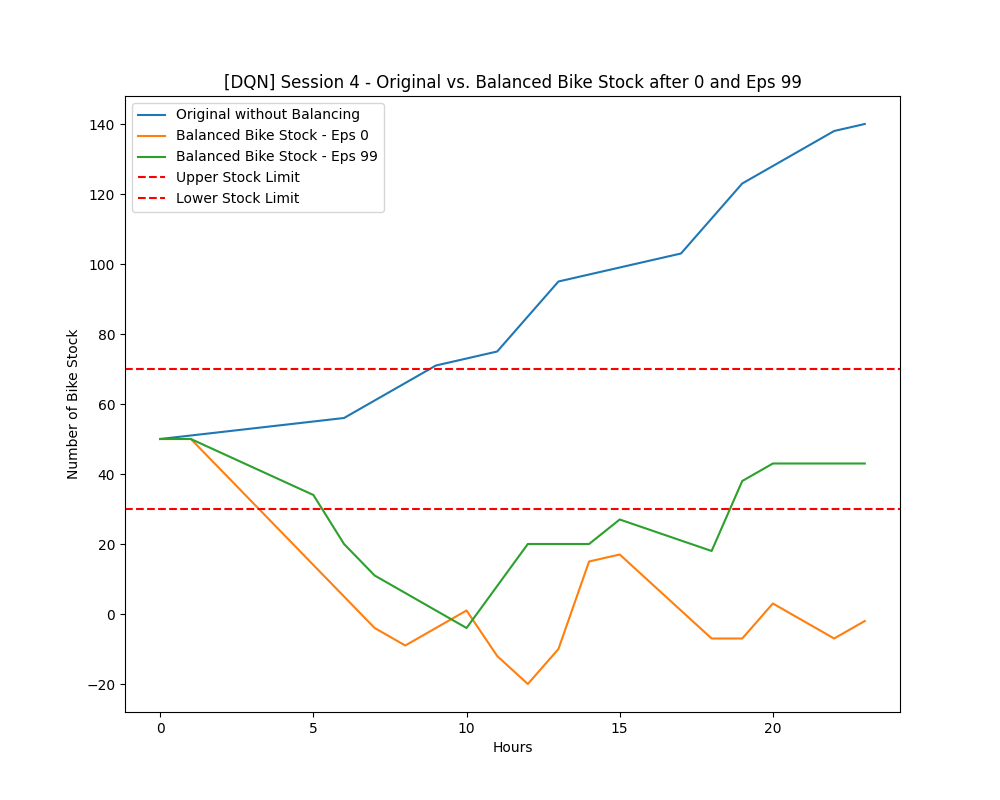 [DQN] Session 4 - Original vs. Balanced Bike Stock after 0 and Eps 99
Original without Balancing
Balanced Bike Stock - Eps 0
Balanced Bike Stock - Eps 99
Upper Stock Limit
Lower Stock Limit
Number of Bike Stock
140
120
100
80
60
40
20
0
−20
0 5 10 15 20
Hours